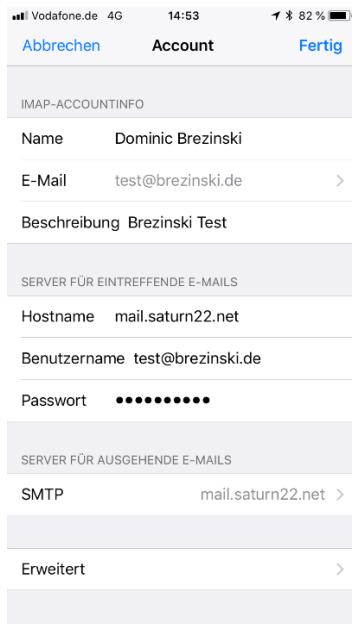 Vodafone.de 4G 14:53 82 %
Abbrechen Account Fertig
IMAP-ACCOUNTINFO
Name Dominic Brezinski
E-Mail test@brezinski.de
Beschreibung Brezinski Test
SERVER FÜR EINTREFFENDE E-MAILS
Hostname mail.saturn22.net
Benutzername test@brezinski.de
Passwort ••••••••••
SERVER FÜR AUSGEHENDE E-MAILS
SMTP mail.saturn22.net
Erweitert